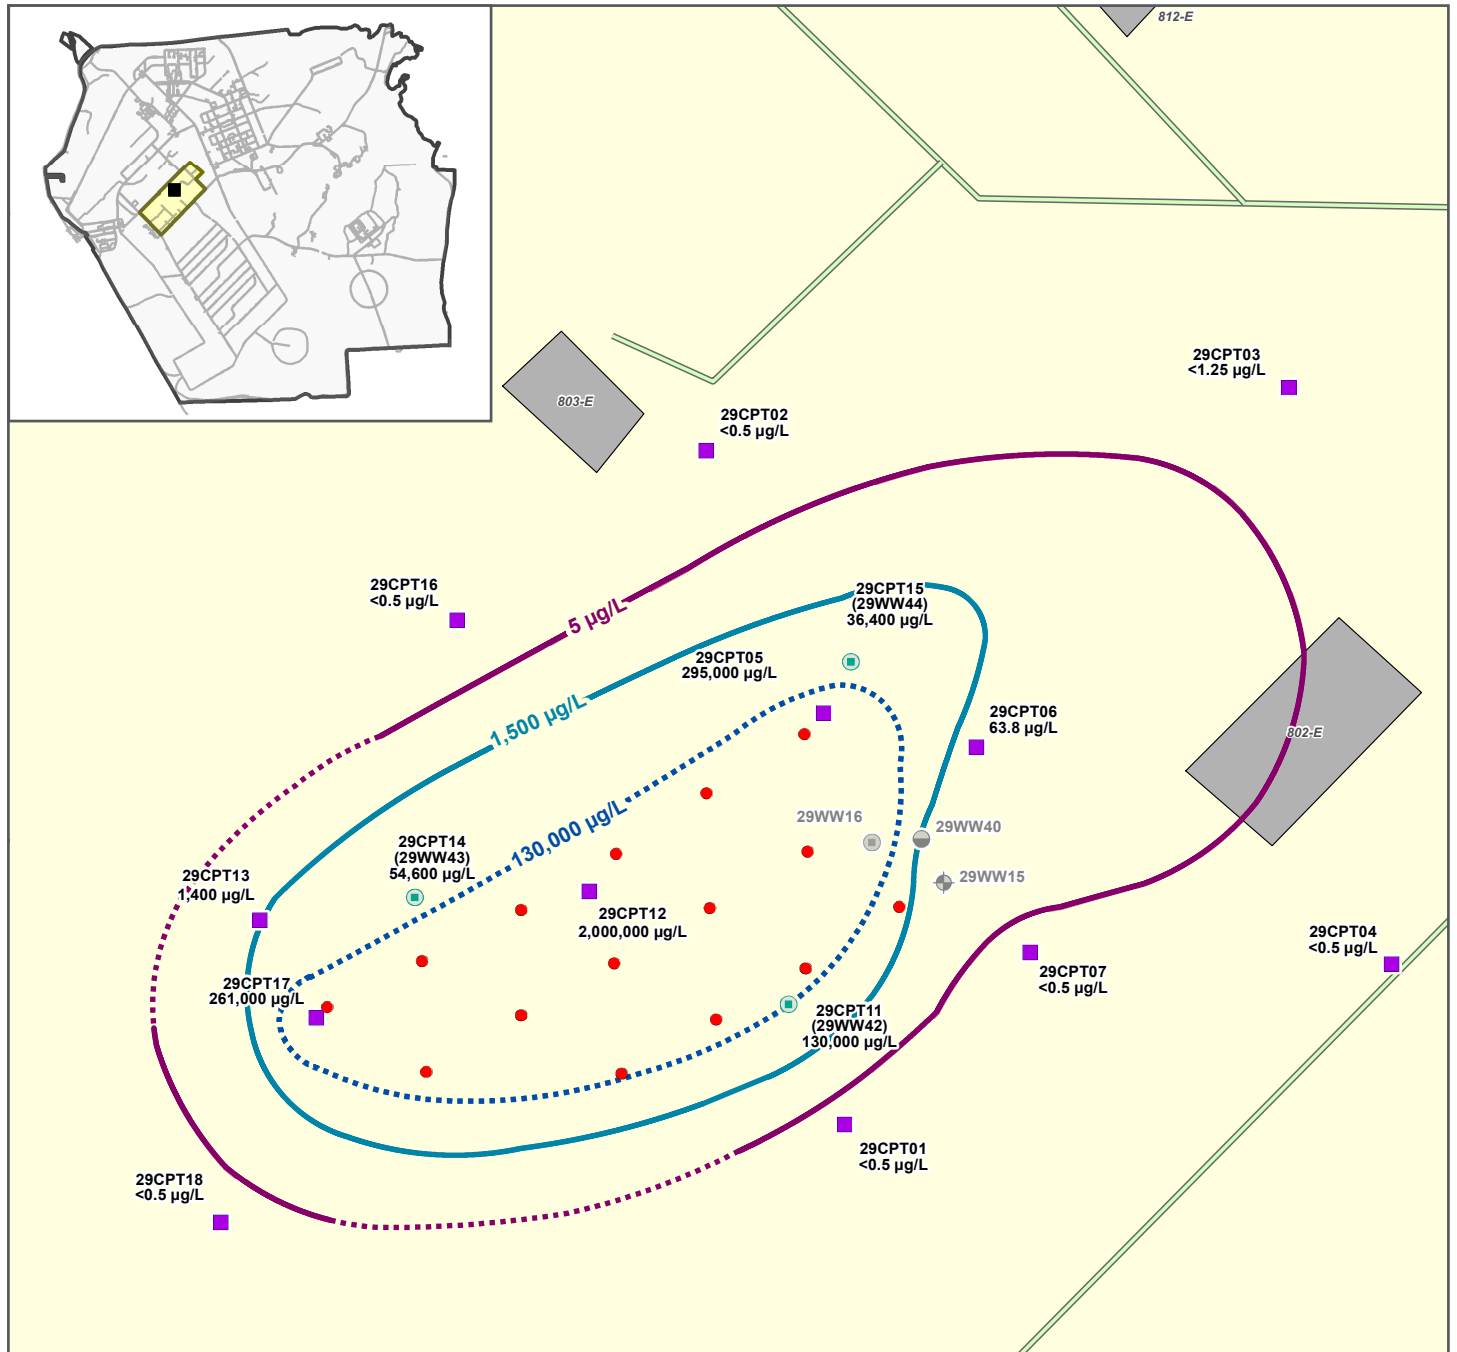 812-E
29CPT03
<1.25 µg/L
803-E
29CPT02
<0.5 µg/L
29CPT16
<0.5 µg/L
5 µg/L
29CPT15
(29WW44)
36,400 µg/L
29CPT05
295,000 µg/L
1,500 µg/L
29CPT06
63.8 µg/L
802-E
130,000 µg/L
29WW16
29WW40
29CPT14
(29WW43)
54,600 µg/L
29CPT13
1,400 µg/L
29WW15
29CPT12
2,000,000 µg/L
29CPT04
<0.5 µg/L
29CPT07
<0.5 µg/L
29CPT17
261,000 µg/L
29CPT11
(29WW42)
130,000 µg/L
29CPT01
<0.5 µg/L
29CPT18
<0.5 µg/L